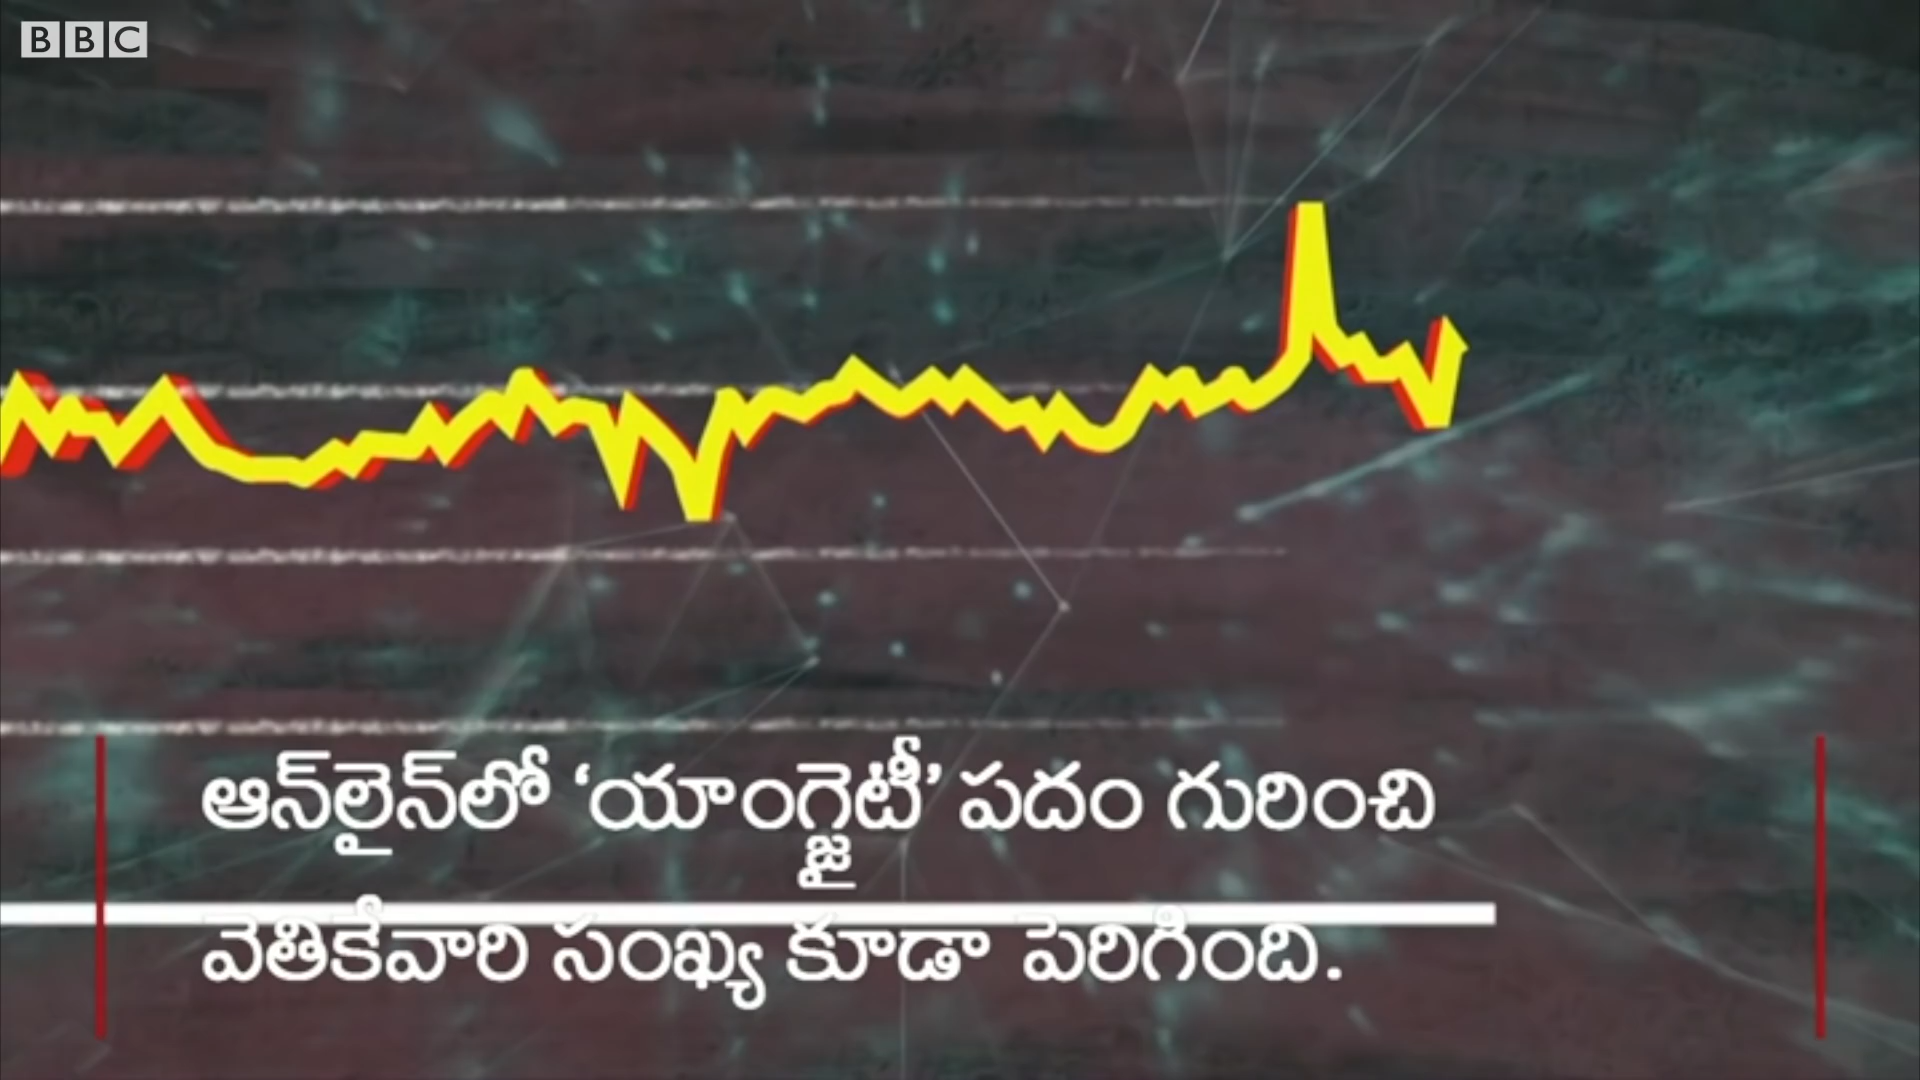 BBC
ఆన్‌లైన్‌లో ‘యాంగ్జైటీ’ పదం గురించి
వెతికేవారి సంఖ్య కూడా పెరిగింది.